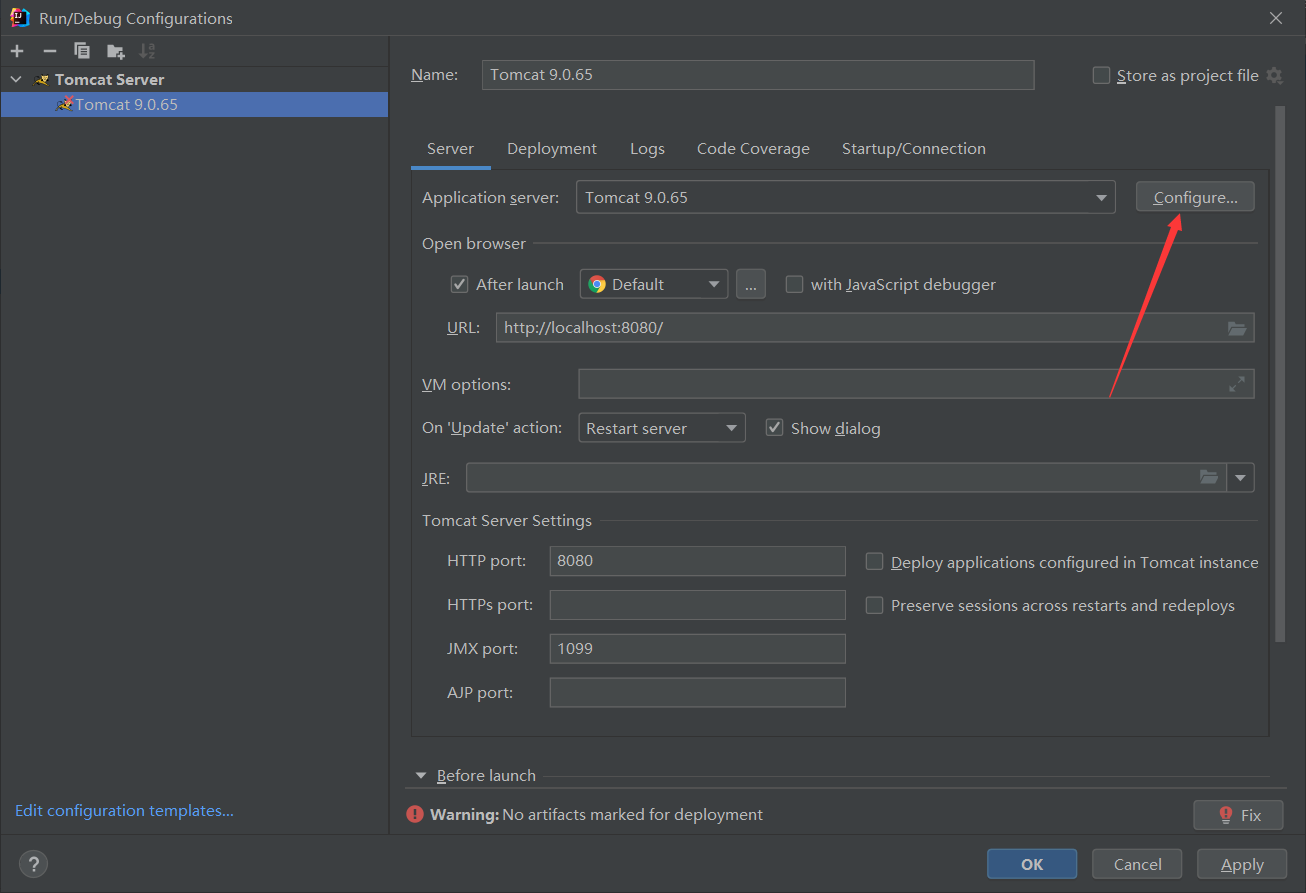 Run/Debug Configurations
Tomcat Server
Tomcat 9.0.65
Name: Tomcat 9.0.65 Store as project file
Server Deployment Logs Code Coverage Startup/Connection
Application server: Tomcat 9.0.65 Configure...
Open browser
After launch Default ... with JavaScript debugger
URL: http://localhost:8080/
VM options:
On 'Update' action: Restart server Show dialog
JRE:
Tomcat Server Settings
HTTP port: 8080 Deploy applications configured in Tomcat instance
HTTPs port: Preserve sessions across restarts and redeploys
JMX port: 1099
AJP port:
Before launch
Edit configuration templates...
Warning: No artifacts marked for deployment Fix
? OK Cancel Apply